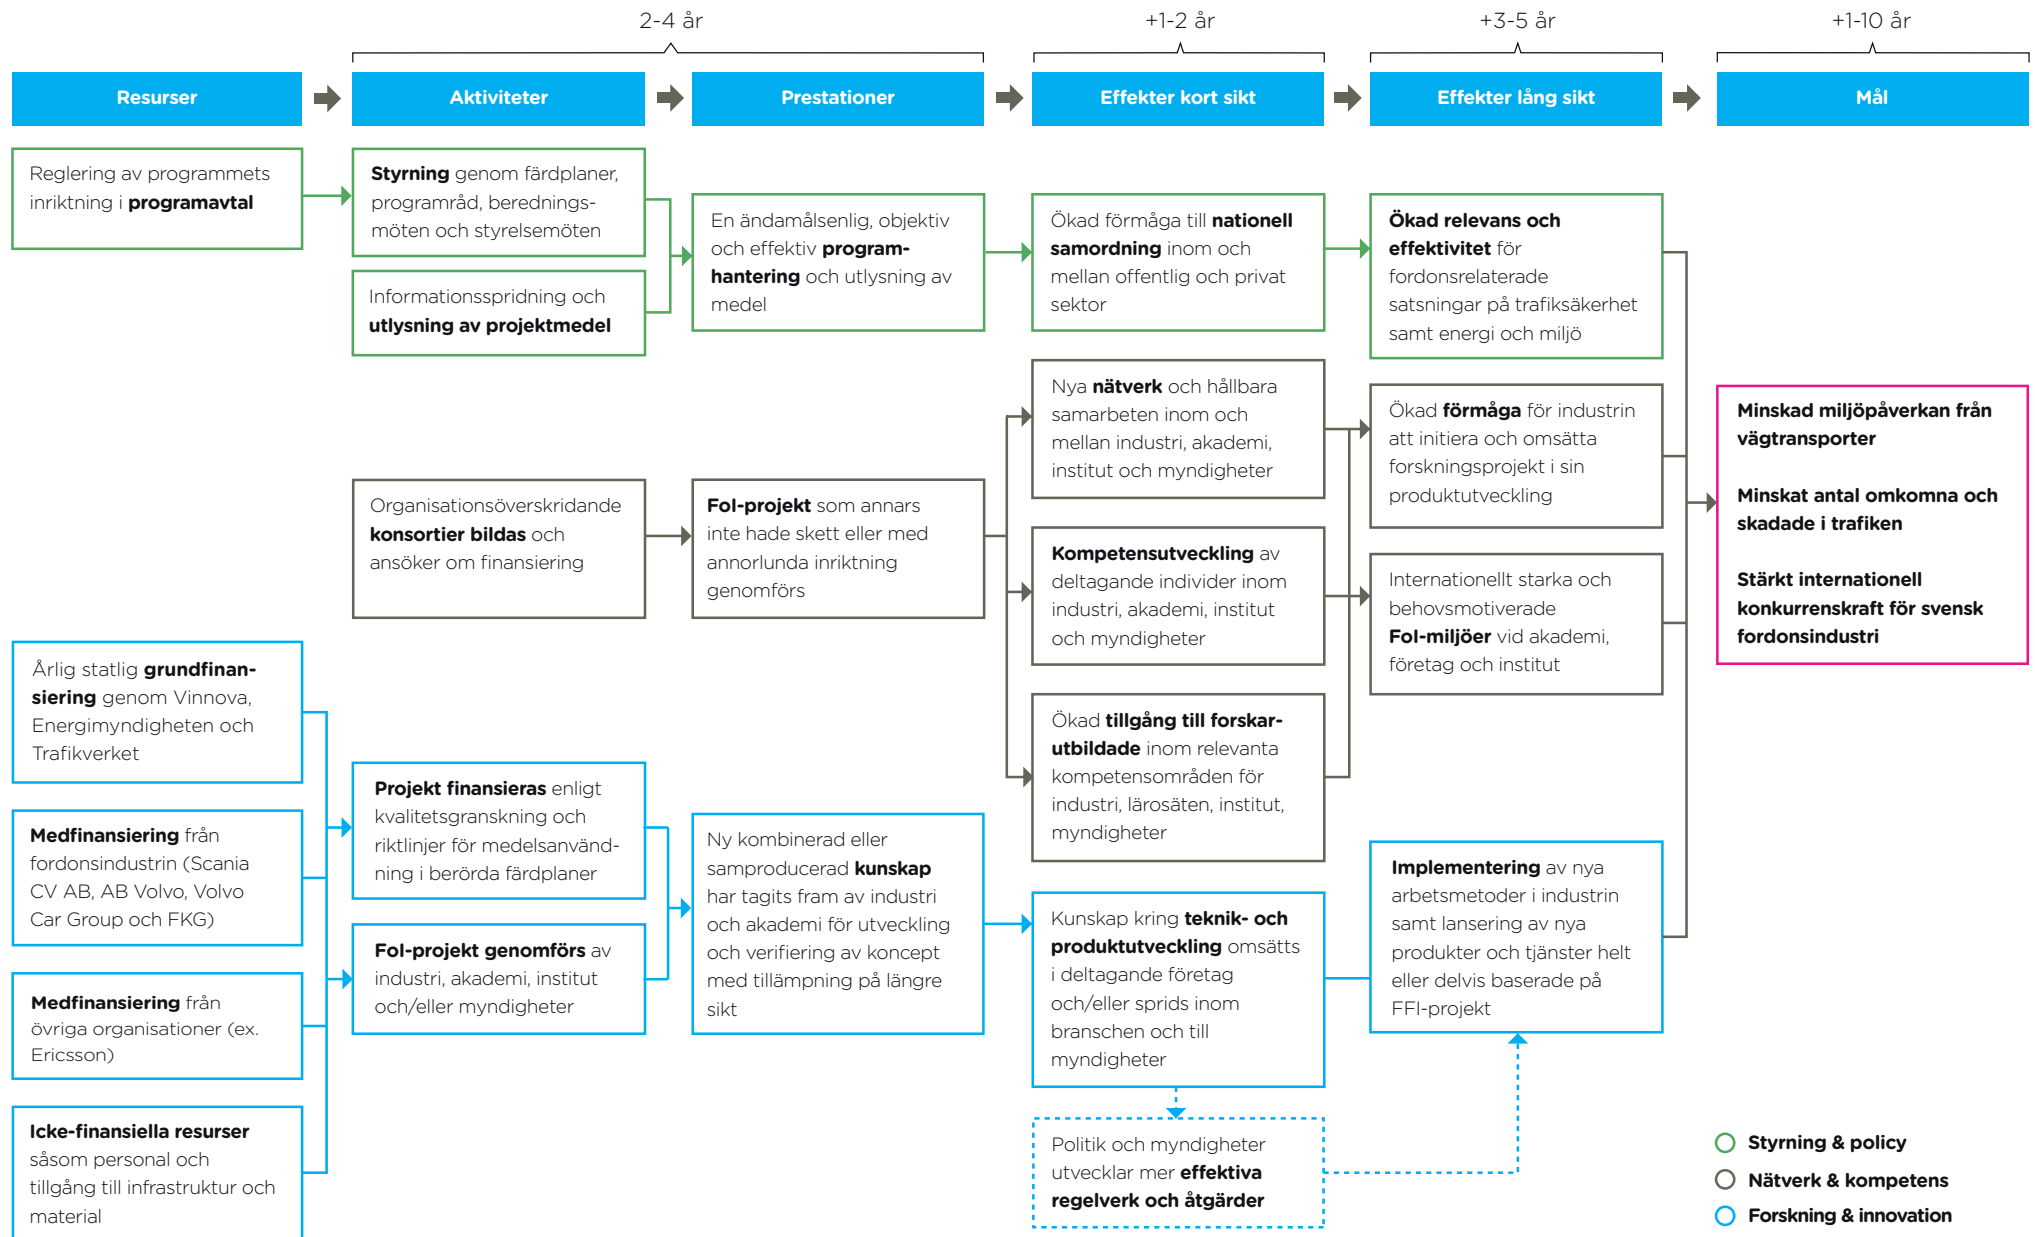 2-4 år
+1-2 år
+3-5 år
+1-10 år
Resurser
Aktiviteter
Prestationer
Effekter kort sikt
Effekter lång sikt
Mål
Reglering av programmets
inriktning i programavtal
Styrning genom färdplaner,
programråd, berednings-
möten och styrelsemöten
Informationsspridning och
utlysning av projektmedel
En ändamålsenlig, objektiv
och effektiv program-
hantering och utlysning av
medel
Ökad förmåga till nationell
samordning inom och
mellan offentlig och privat
sektor
Ökad relevans och
effektivitet för
fordonsrelaterade
satsningar på trafiksäkerhet
samt energi och miljö
Organisationsöverskridande
konsortier bildas och
ansöker om finansiering
FoI-projekt som annars
inte hade skett eller med
annorlunda inriktning
genomförs
Nya nätverk och hållbara
samarbeten inom och
mellan industri, akademi,
institut och myndigheter
Kompetensutveckling av
deltagande individer inom
industri, akademi, institut
och myndigheter
Ökad tillgång till forskar-
utbildade inom relevanta
kompetensområden för
industri, lärosäten, institut,
myndigheter
Ökad förmåga för industrin
att initiera och omsätta
forskningsprojekt i sin
produktutveckling
Internationellt starka och
behovsmotiverade
FoI-miljöer vid akademi,
företag och institut
Minskad miljöpåverkan från
vägtransporter
Minskat antal omkomna och
skadade i trafiken
Stärkt internationell
konkurrenskraft för svensk
fordonsindustri
Årlig statlig grundfinan-
siering genom Vinnova,
Energimyndigheten och
Trafikverket
Medfinansiering från
fordonsindustrin (Scania
CV AB, AB Volvo, Volvo
Car Group och FKG)
Medfinansiering från
övriga organisationer (ex.
Ericsson)
Icke-finansiella resurser
såsom personal och
tillgång till infrastruktur och
material
Projekt finansieras enligt
kvalitetsgranskning och
riktlinjer för medelsanvänd-
ning i berörda färdplaner
FoI-projekt genomförs av
industri, akademi, institut
och/eller myndigheter
Ny kombinerad eller
samproducerad kunskap
har tagits fram av industri
och akademi för utveckling
och verifiering av koncept
med tillämpning på längre
sikt
Kunskap kring teknik- och
produktutveckling omsätts
i deltagande företag
och/eller sprids inom
branschen och till
myndigheter
Politik och myndigheter
utvecklar mer effektiva
regelverk och åtgärder
Implementering av nya
arbetsmetoder i industrin
samt lansering av nya
produkter och tjänster helt
eller delvis baserade på
FFI-projekt
Styrning & policy
Nätverk & kompetens
Forskning & innovation